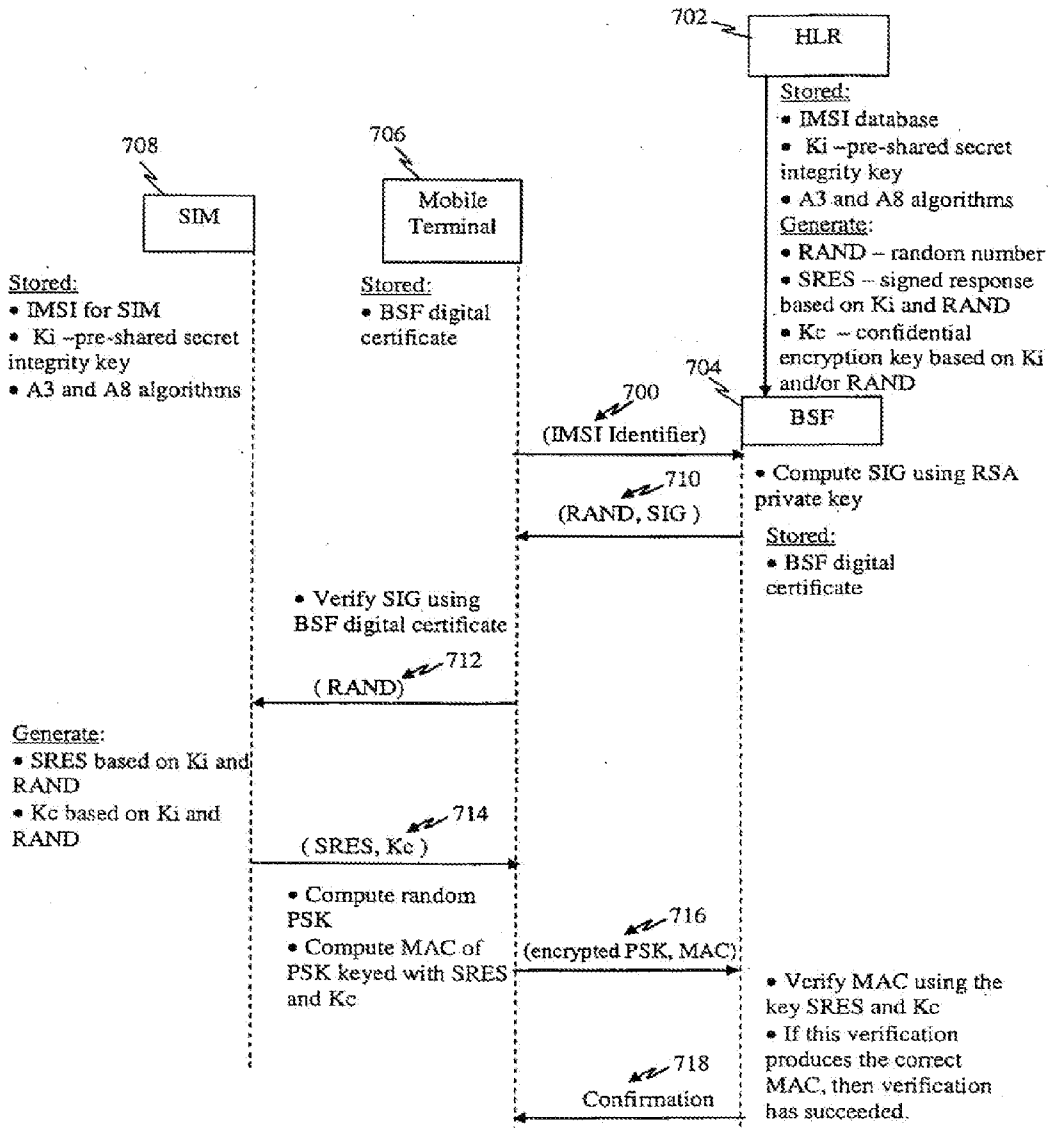 702
HLR
Stored:
• IMSI database
• Ki –pre-shared secret
integrity key
• A3 and A8 algorithms
Generate:
• RAND – random number
• SRES – signed response
based on Ki and RAND
• Kc – confidential
encryption key based on Ki
and/or RAND
708
SIM
706
Mobile
Terminal
Stored:
• IMSI for SIM
• Ki –pre-shared secret
integrity key
• A3 and A8 algorithms
Stored:
• BSF digital
certificate
704
BSF
700
(IMSI Identifier)
• Compute SIG using RSA
private key
710
(RAND, SIG )
Stored:
• BSF digital
certificate
• Verify SIG using
BSF digital certificate
712
( RAND)
Generate:
• SRES based on Ki and
RAND
• Kc based on Ki and
RAND
714
( SRES, Kc )
• Compute random
PSK
• Compute MAC of
PSK keyed with SRES
and Kc
716
(encrypted PSK, MAC)
• Verify MAC using the
key SRES and Kc
• If this verification
produces the correct
MAC, then verification
has succeeded.
718
Confirmation